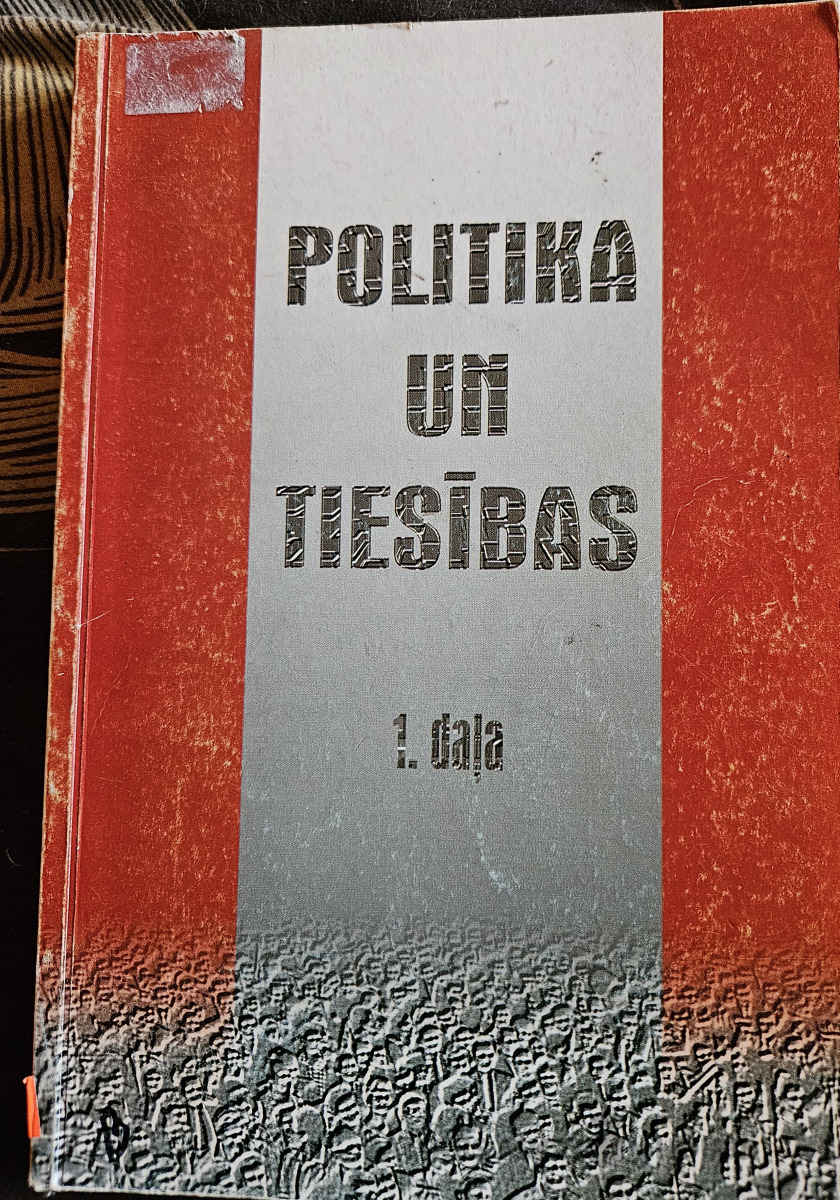 POLITIKA
UN
TIESĪBAS
1. daļa
B